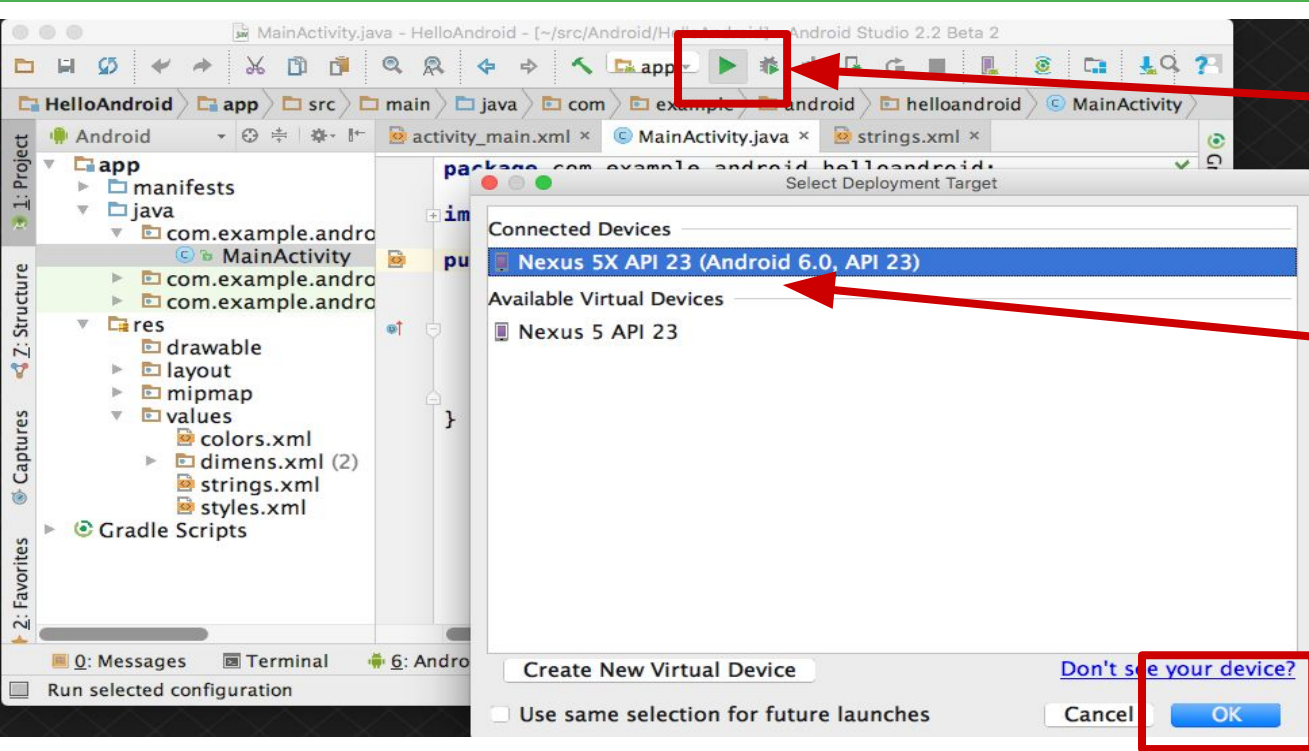 MainActivity.java - HelloAndroid - [~/src/Android/HelloAndroid] - Android Studio 2.2 Beta 2
app
HelloAndroid app src main java com example android helloandroid MainActivity
Android
activity_main.xml × MainActivity.java × strings.xml ×
1: Project
Z: Structure
Captures
2: Favorites
app
manifests
java
com.example.andro
MainActivity
com.example.andro
com.example.andro
res
drawable
layout
mipmap
values
colors.xml
dimens.xml (2)
strings.xml
styles.xml
Gradle Scripts
package com.example.android.helloandroid;
im
pu
}
Select Deployment Target
Connected Devices
Nexus 5X API 23 (Android 6.0, API 23)
Available Virtual Devices
Nexus 5 API 23
Create New Virtual Device
Don't see your device?
Use same selection for future launches
Cancel
OK
0: Messages Terminal 6: Andro
Run selected configuration